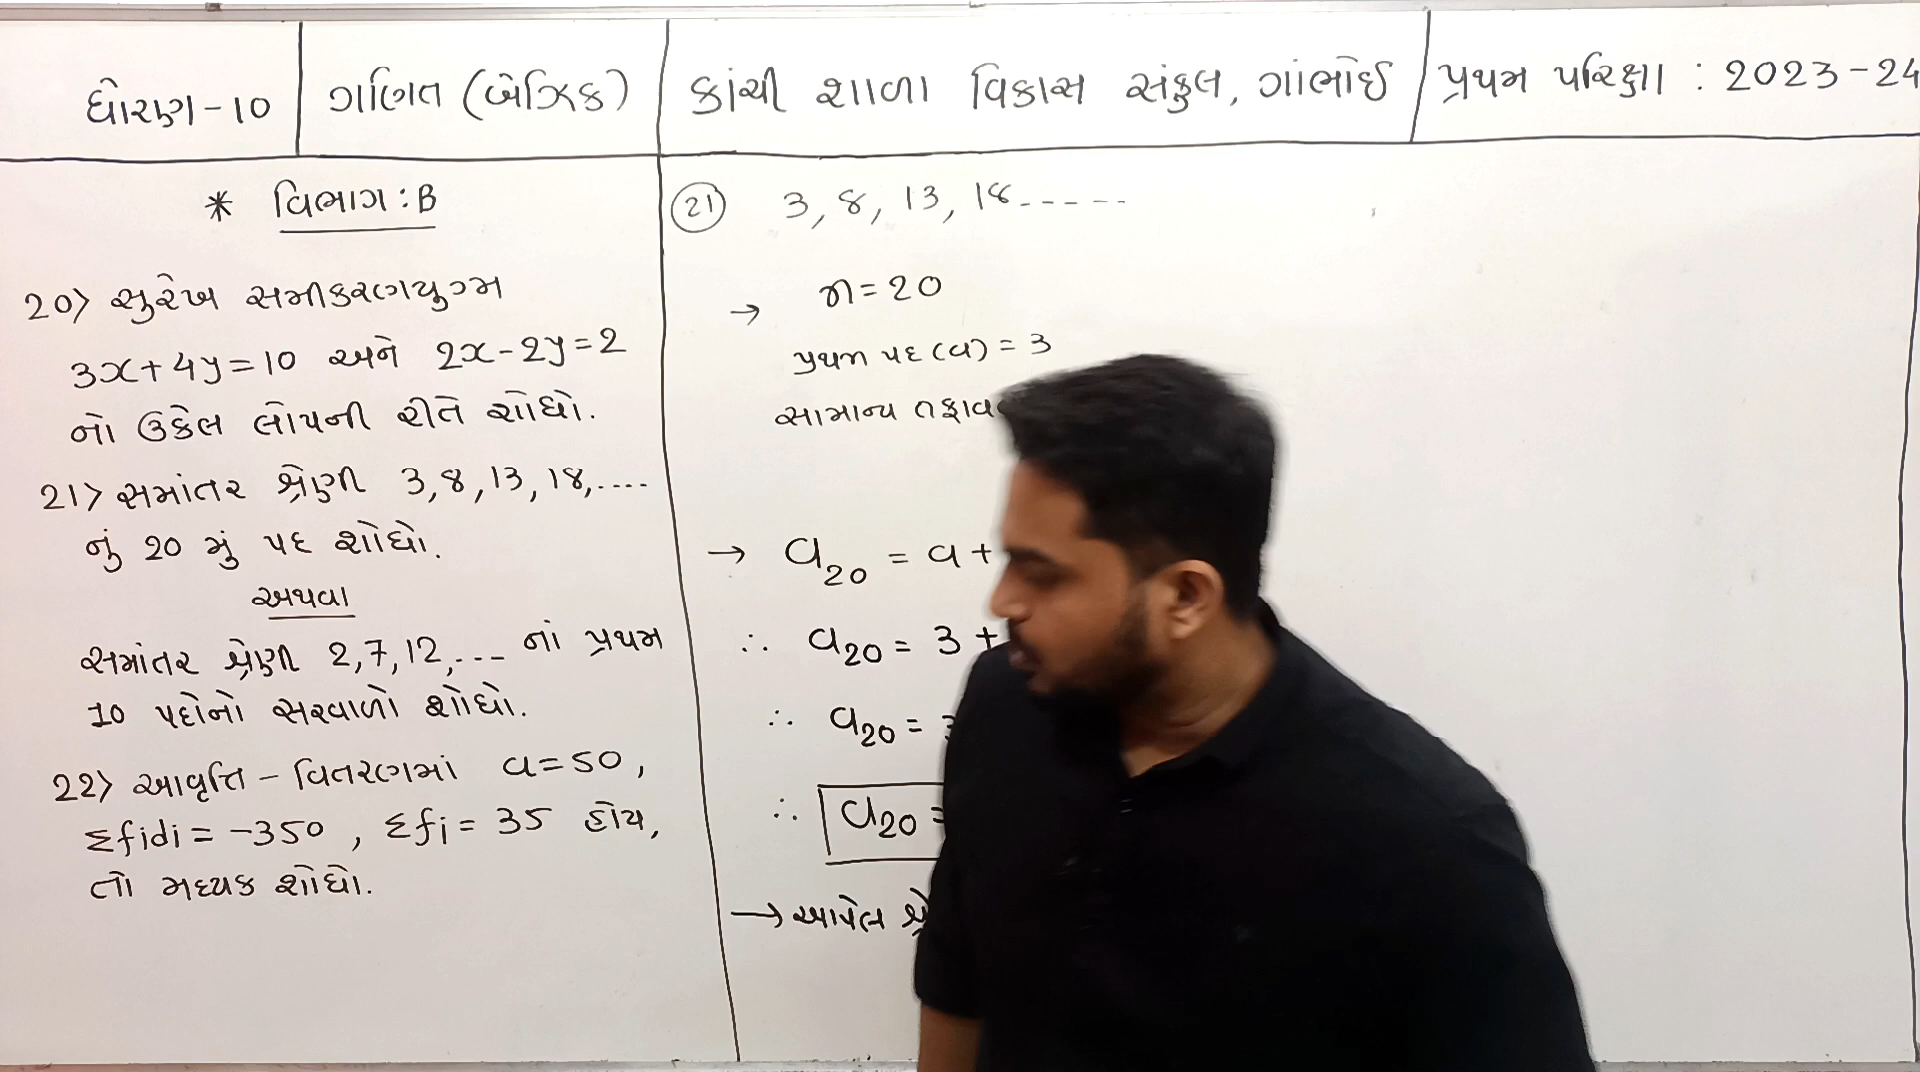 ધોરણ-10
ગણિત (બેઝિક)
કાંચી શાળા વિકાસ સંકુલ, ગાંભોઈ
પ્રથમ પરિક્ષા : 2023-24
* વિભાગ : B
20) સુરેખ સમીકરણયુગ્મ
3x+4y=10 અને 2x-2y=2
નો ઉકેલ લોપની રીતે શોધો.
21) સમાંતર શ્રેણી 3,8,13,18,....
નું 20 મું પદ શોધો.
અથવા
સમાંતર શ્રેણી 2,7,12,... નાં પ્રથમ
10 પદોનો સરવાળો શોધો.
22) આવૃત્તિ - વિતરણમાં a=50,
Σfidi = -350, Σfi = 35 હોય,
તો મધ્યક શોધો.
(21) 3, 8, 13, 18-----
→ n=20
પ્રથમ પદ (a) = 3
સામાન્ય
→ a₂₀ = a+
∴ a₂₀ = 3+
∴ a₂₀ =
∴ a₂₀ =
→ આપેલ